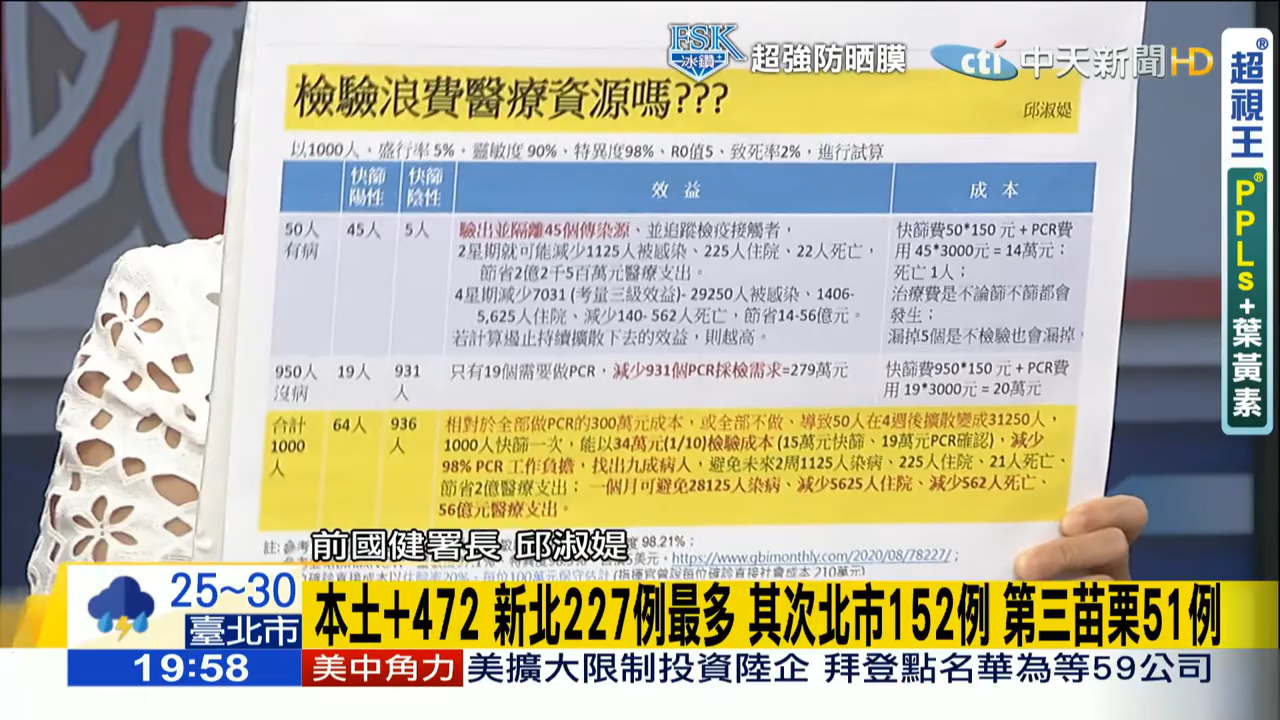 FSK
冰鑽
超強防晒膜
cti 中天新聞HD
超視王®
PPLs®+葉黃素
檢驗浪費醫療資源嗎???
邱淑媞
以1000人、盛行率 5%、靈敏度 90%、特異度98%、R0值5、致死率2%，進行試算
快篩陽性
快篩陰性
效 益
成 本
50人
有病
45人
5人
驗出並隔離45個傳染源、並追蹤檢疫接觸者，
2星期就可能減少1125人被感染、225人住院、22人死亡，
節省2億2千5百萬元醫療支出。
4星期減少7031 (考量三級效益)- 29250人被感染、1406-
5,625人住院、減少140- 562人死亡，節省14-56億元。
若計算遏止持續擴散下去的效益，則越高。
快篩費50*150 元 + PCR費
用 45*3000元 = 14萬元；
死亡 1人；
治療費是不論篩不篩都會
發生；
漏掉5個是不檢驗也會漏掉，
950人
沒病
19人
931
人
只有19個需要做PCR，減少931個PCR採檢需求=279萬元
快篩費950*150 元 + PCR費
用 19*3000元 = 20萬元
合計
1000
人
64人
936
人
相對於全部做PCR的300萬元成本，或全部不做、導致50人在4週後擴散變成31250人，
1000人快篩一次，能以34萬元(1/10)檢驗成本 (15萬元快篩、19萬元PCR確認)，減少
98% PCR 工作負擔，找出九成病人，避免未來2周1125人染病、225人住院、21人死亡、
節省2億醫療支出； 一個月可避免28125人染病、減少5625人住院、減少562人死亡、
56億元醫療支出。
註: 參考
度 98.21%；
https://www.gbimonthly.com/2020/08/78227/；
前國健署長 邱淑媞
25~30
臺北市
19:58
本土+472 新北227例最多 其次北市152例 第三苗栗51例
美中角力
美擴大限制投資陸企 拜登點名華為等59公司